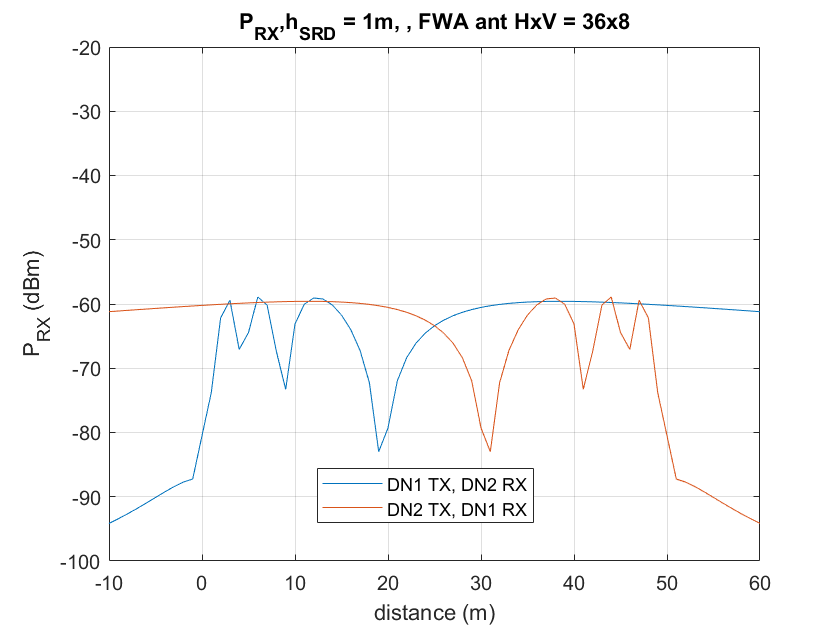 P_RX,h_SRD = 1m, , FWA ant HxV = 36x8
P_RX (dBm)
-20
-30
-40
-50
-60
-70
-80
-90
-100
DN1 TX, DN2 RX
DN2 TX, DN1 RX
-10 0 10 20 30 40 50 60
distance (m)